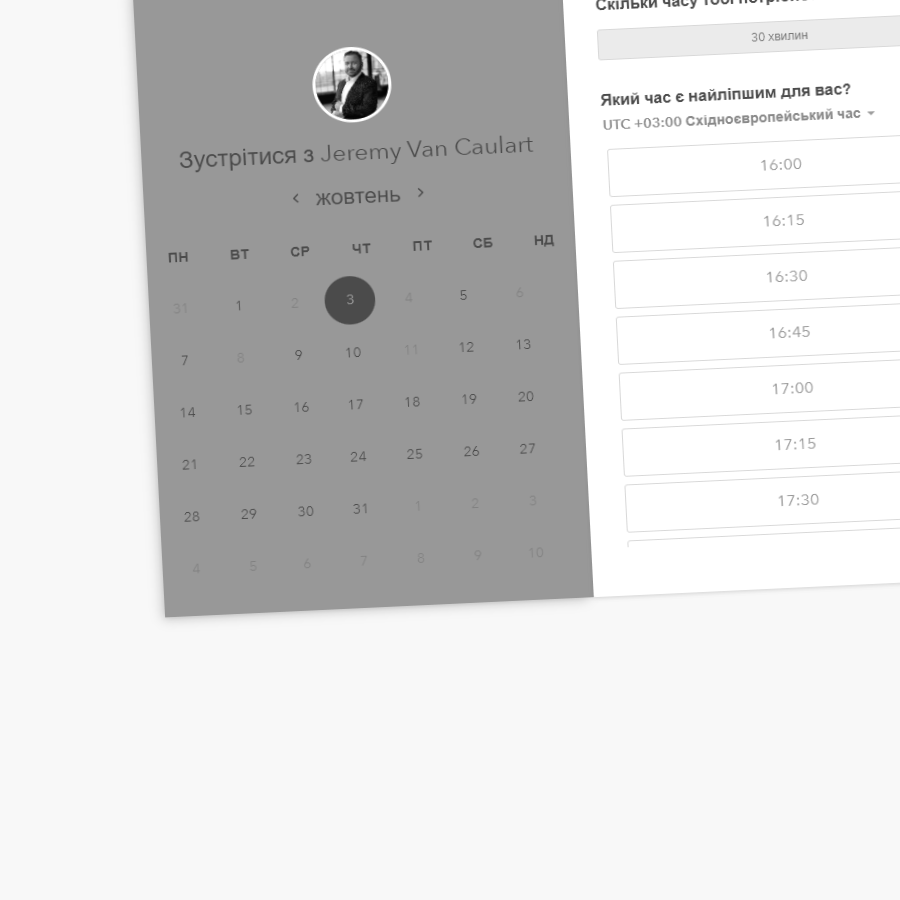 Зустрітися з Jeremy Van Caulart
‹ жовтень ›
ПН ВТ СР ЧТ ПТ СБ НД
31 1 2 3 4 5 6
7 8 9 10 11 12 13
14 15 16 17 18 19 20
21 22 23 24 25 26 27
28 29 30 31 1 2 3
4 5 6 7 8 9 10
Скільки часу тобі
30 хвилин
Який час є найліпшим для вас?
UTC +03:00 Східноєвропейський час
16:00
16:15
16:30
16:45
17:00
17:15
17:30